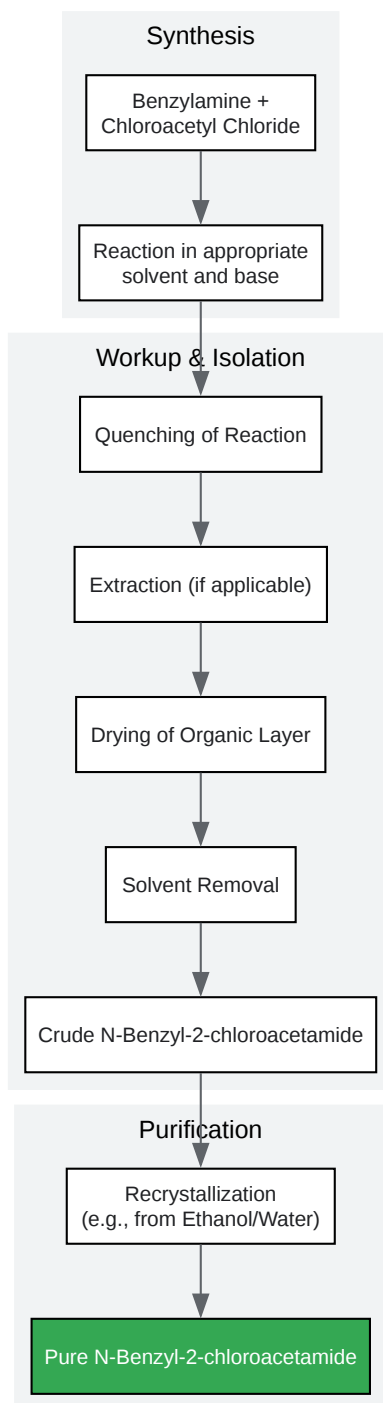 Synthesis
Benzylamine +
Chloroacetyl Chloride
Reaction in appropriate
solvent and base
Workup & Isolation
Quenching of Reaction
Extraction (if applicable)
Drying of Organic Layer
Solvent Removal
Crude N-Benzyl-2-chloroacetamide
Purification
Recrystallization
(e.g., from Ethanol/Water)
Pure N-Benzyl-2-chloroacetamide